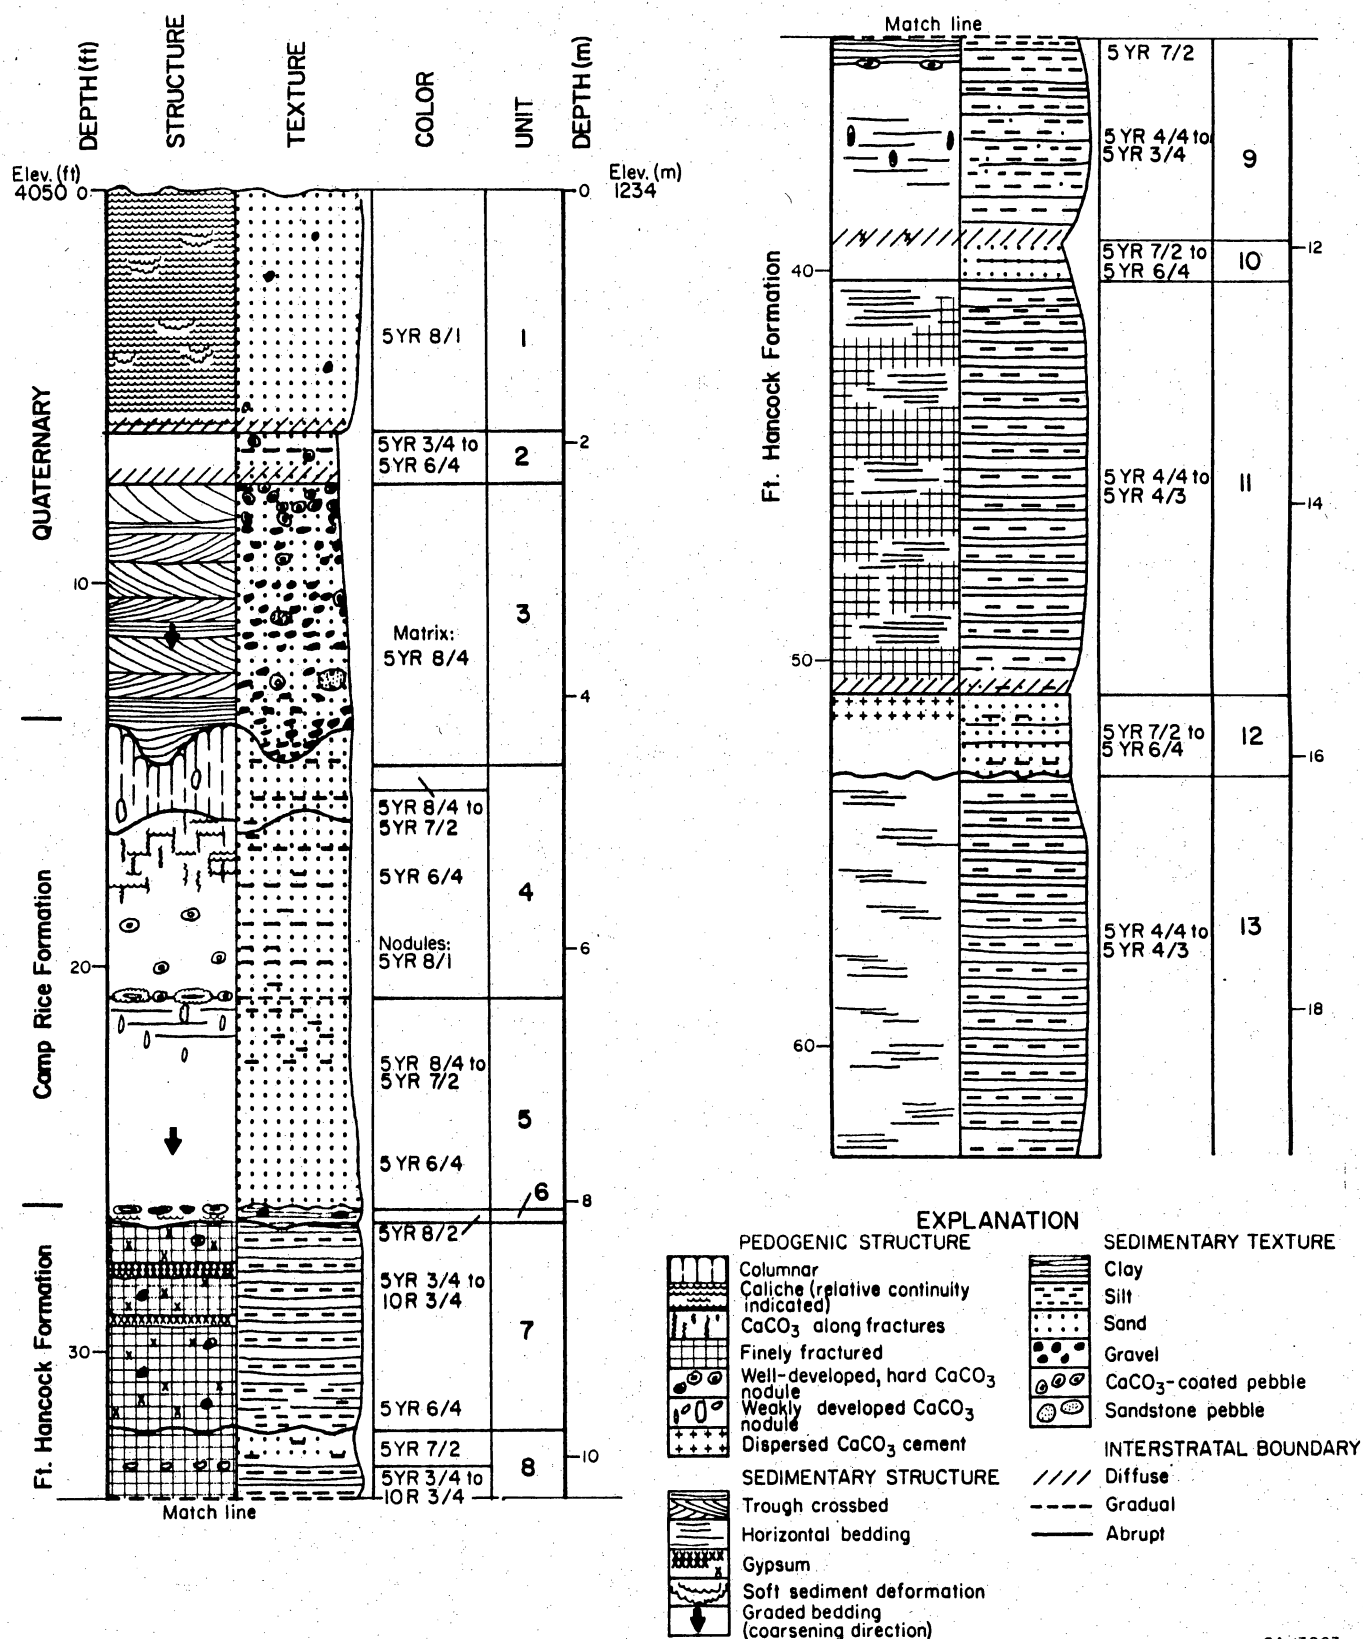 DEPTH (ft)
STRUCTURE
TEXTURE
COLOR
UNIT
DEPTH (m)
Elev. (ft)
4050 0
0
Elev. (m)
1234
QUATERNARY
Camp Rice Formation
Ft. Hancock Formation
10
20
30
2
4
6
8
10
5YR 8/1
1
5YR 3/4 to
5YR 6/4
2
Matrix:
5YR 8/4
3
5YR 8/4 to
5YR 7/2
5YR 6/4
Nodules:
5YR 8/1
4
5YR 8/4 to
5YR 7/2
5YR 6/4
5
6
5YR 8/2
5YR 3/4 to
10R 3/4
5YR 6/4
7
5YR 7/2
5YR 3/4 to
10R 3/4
8
Match line
Match line
Ft. Hancock Formation
40
50
60
12
14
16
18
5YR 7/2
5YR 4/4 to
5YR 3/4
9
5YR 7/2 to
5YR 6/4
10
5YR 4/4 to
5YR 4/3
11
5YR 7/2 to
5YR 6/4
12
5YR 4/4 to
5YR 4/3
13
EXPLANATION
PEDOGENIC STRUCTURE
Columnar
Caliche (relative continuity
indicated)
CaCO₃ along fractures
Finely fractured
Well-developed, hard CaCO₃
nodule
Weakly developed CaCO₃
nodule
Dispersed CaCO₃ cement
SEDIMENTARY STRUCTURE
Trough crossbed
Horizontal bedding
Gypsum
Soft sediment deformation
Graded bedding
(coarsening direction)
SEDIMENTARY TEXTURE
Clay
Silt
Sand
Gravel
CaCO₃-coated pebble
Sandstone pebble
INTERSTRATAL BOUNDARY
Diffuse
Gradual
Abrupt